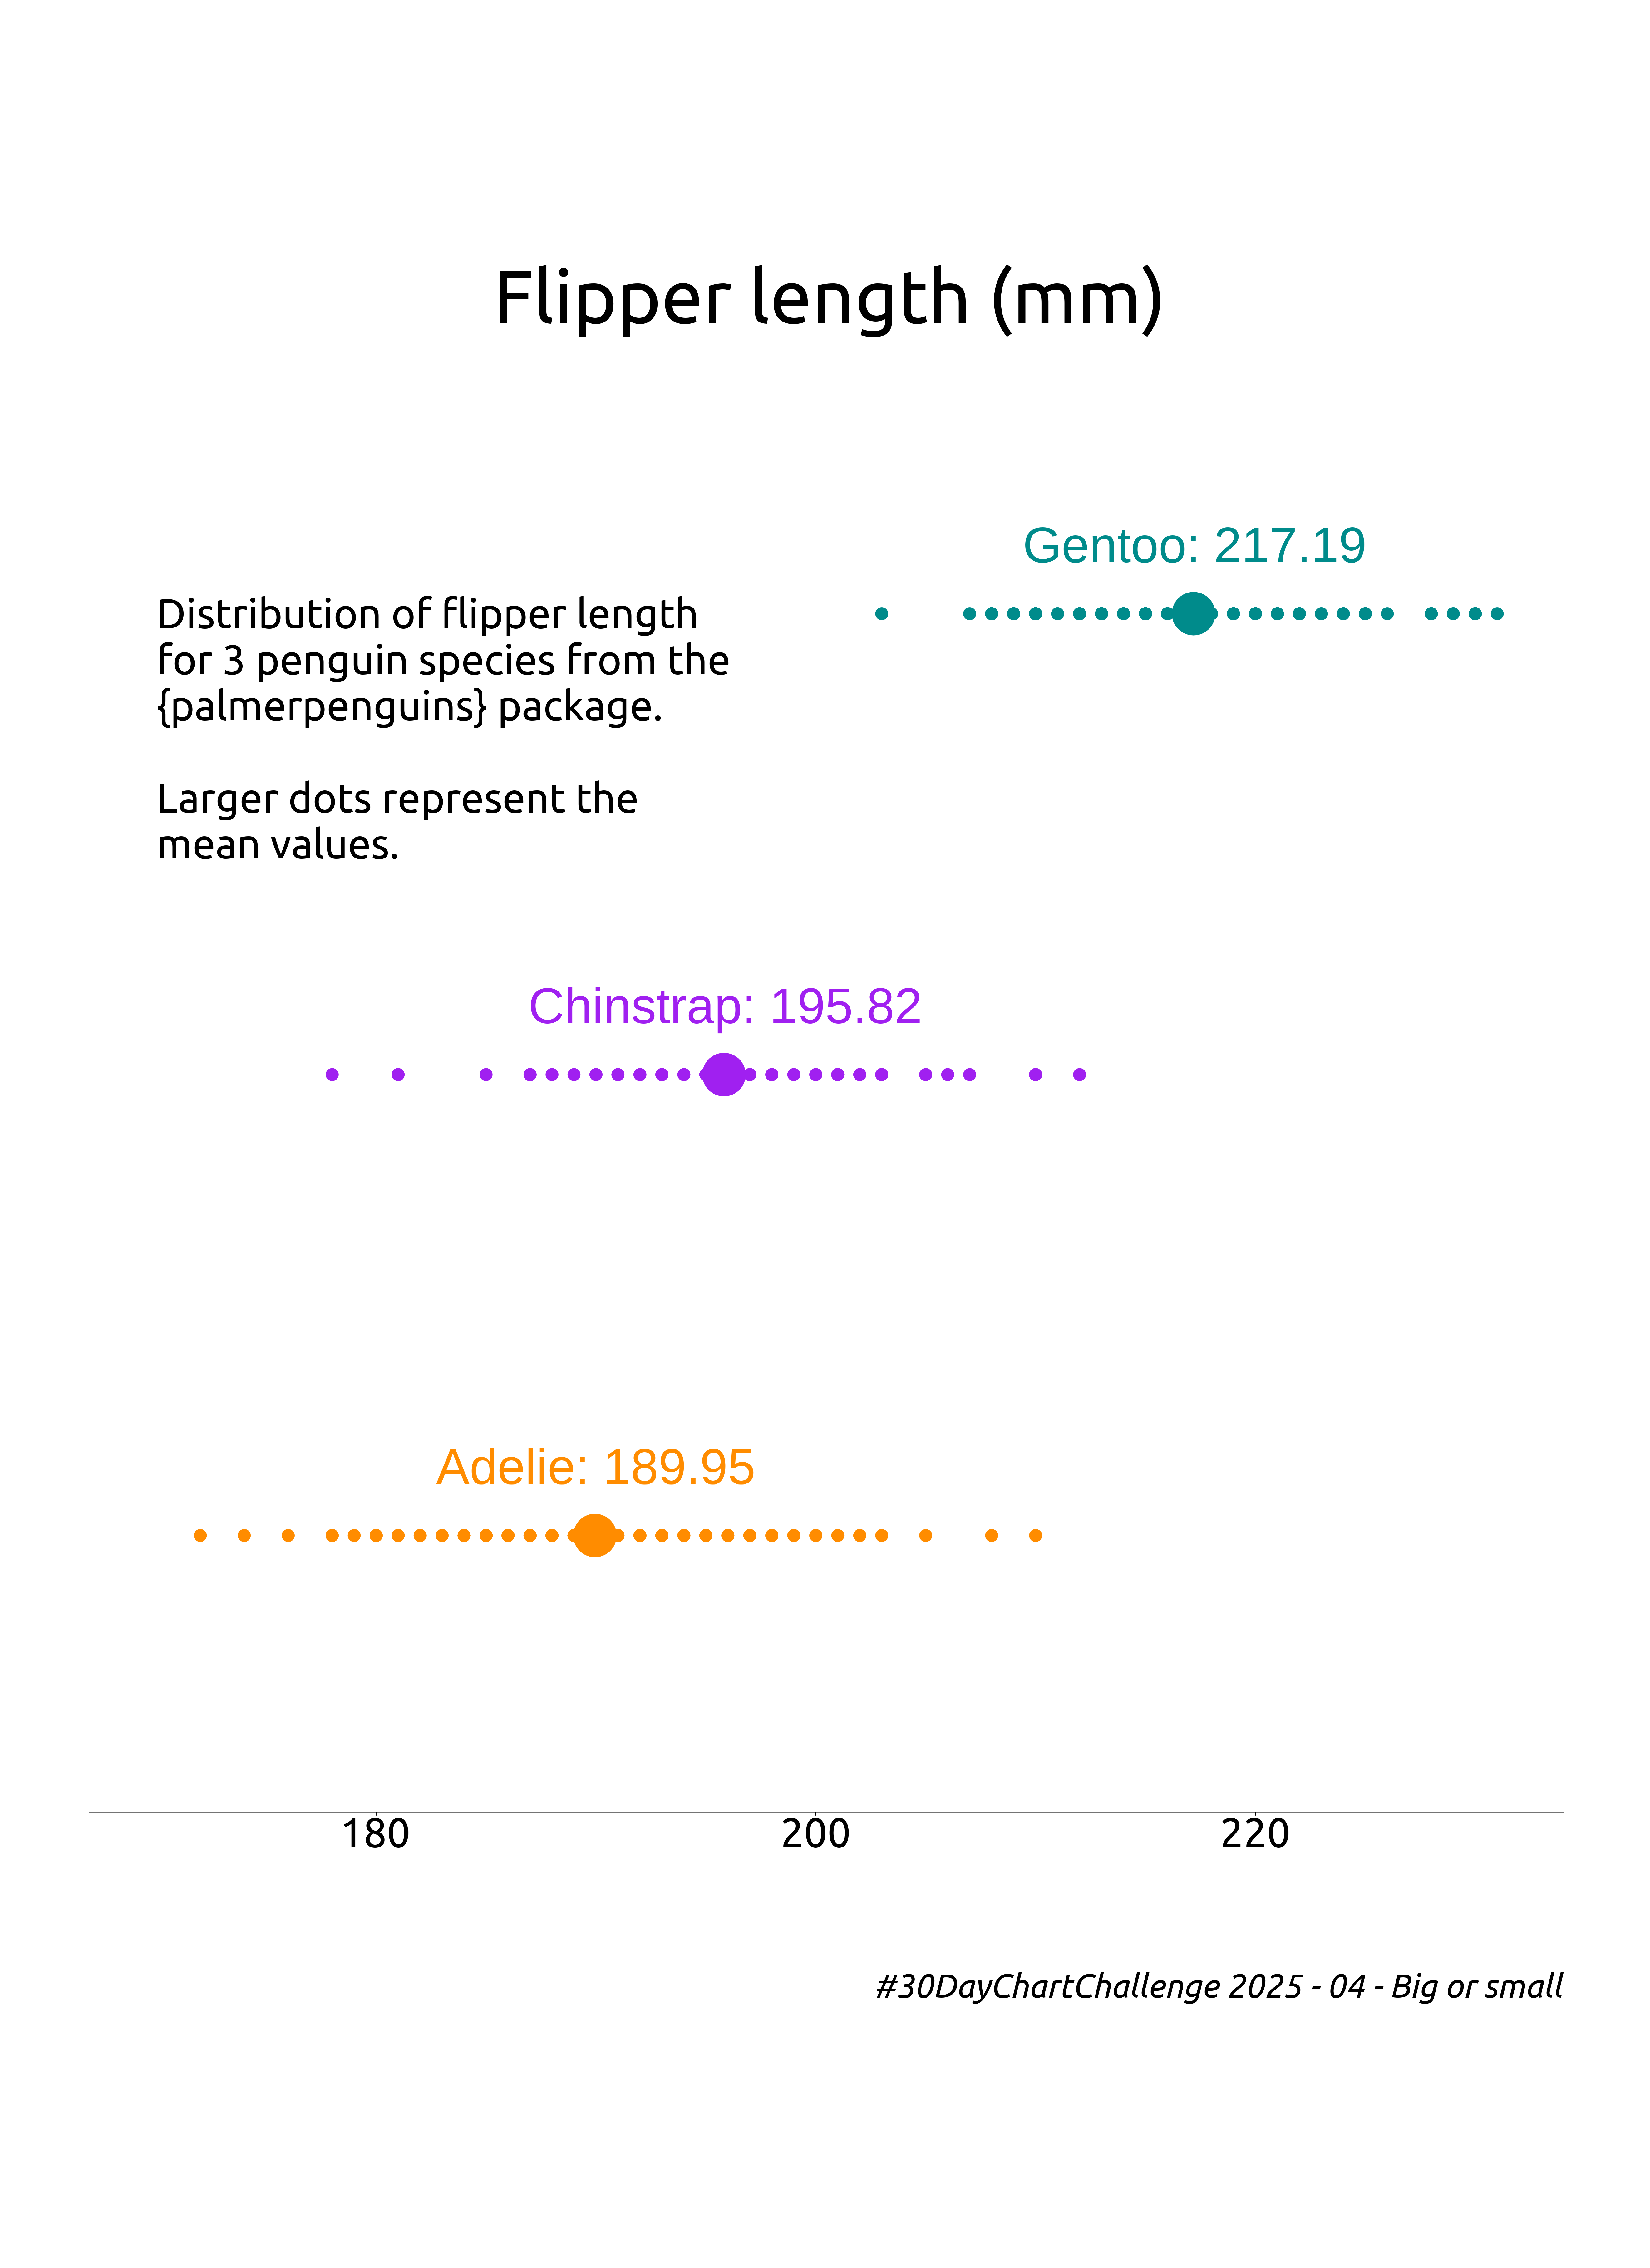 Flipper length (mm)
Gentoo: 217.19
Distribution of flipper length
for 3 penguin species from the
{palmerpenguins} package.
Larger dots represent the
mean values.
Chinstrap: 195.82
Adelie: 189.95
180
200
220
#30DayChartChallenge 2025 - 04 - Big or small